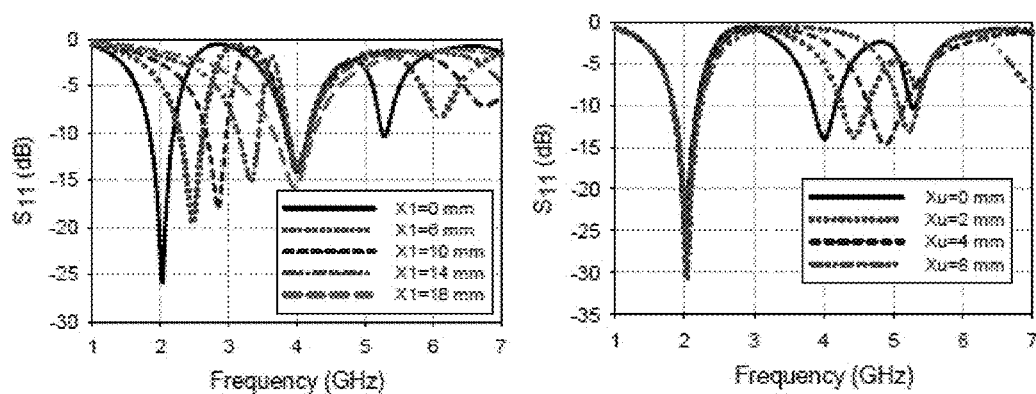 0
-5
-10
-15
-20
-25
-30
S11 (dB)
X1=0 mm
X1=6 mm
X1=10 mm
X1=14 mm
X1=18 mm
1 2 3 4 5 6 7
Frequency (GHz)
0
-5
-10
-15
-20
-25
-30
-35
S11 (dB)
Xu=0 mm
Xu=2 mm
Xu=4 mm
Xu=6 mm
1 2 3 4 5 6 7
Frequency (GHz)